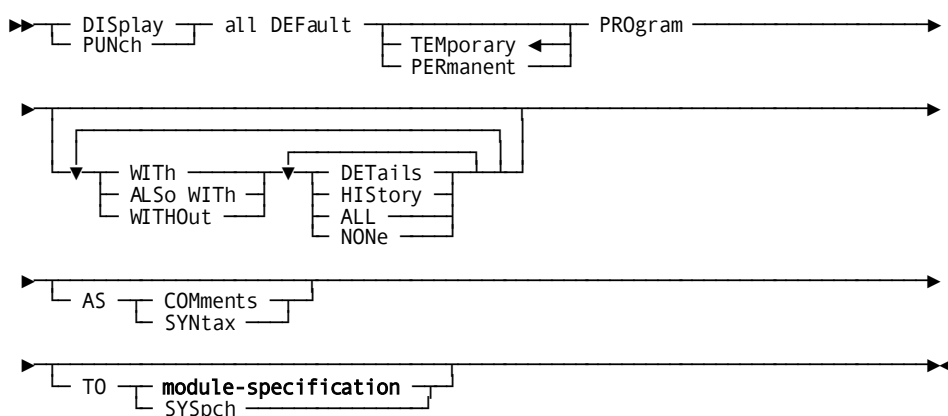 DISplay all DEFault PROgram
PUNch TEMporary
PERmanent
WITh DETails
ALSo WITh HIStory
WITHOut ALL
NONe
AS COMments
SYNtax
TO module-specification
SYSpch